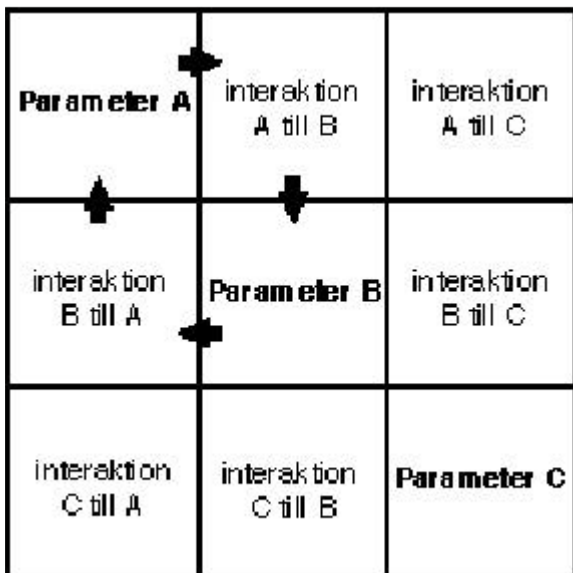 Parameter A
interaktion
A till B
interaktion
A till C
interaktion
B till A
Parameter B
interaktion
B till C
interaktion
C till A
interaktion
C till B
Parameter C